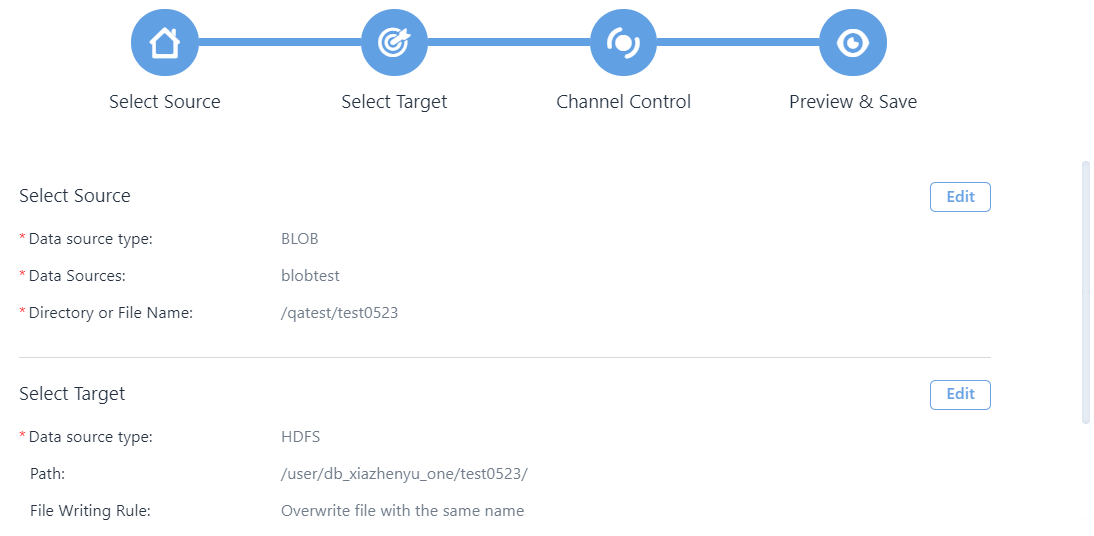 Select Source
Select Target
Channel Control
Preview & Save
Select Source
Edit
* Data source type: BLOB
* Data Sources: blobtest
* Directory or File Name: /qatest/test0523
Select Target
Edit
* Data source type: HDFS
Path: /user/db_xiazhenyu_one/test0523/
File Writing Rule: Overwrite file with the same name